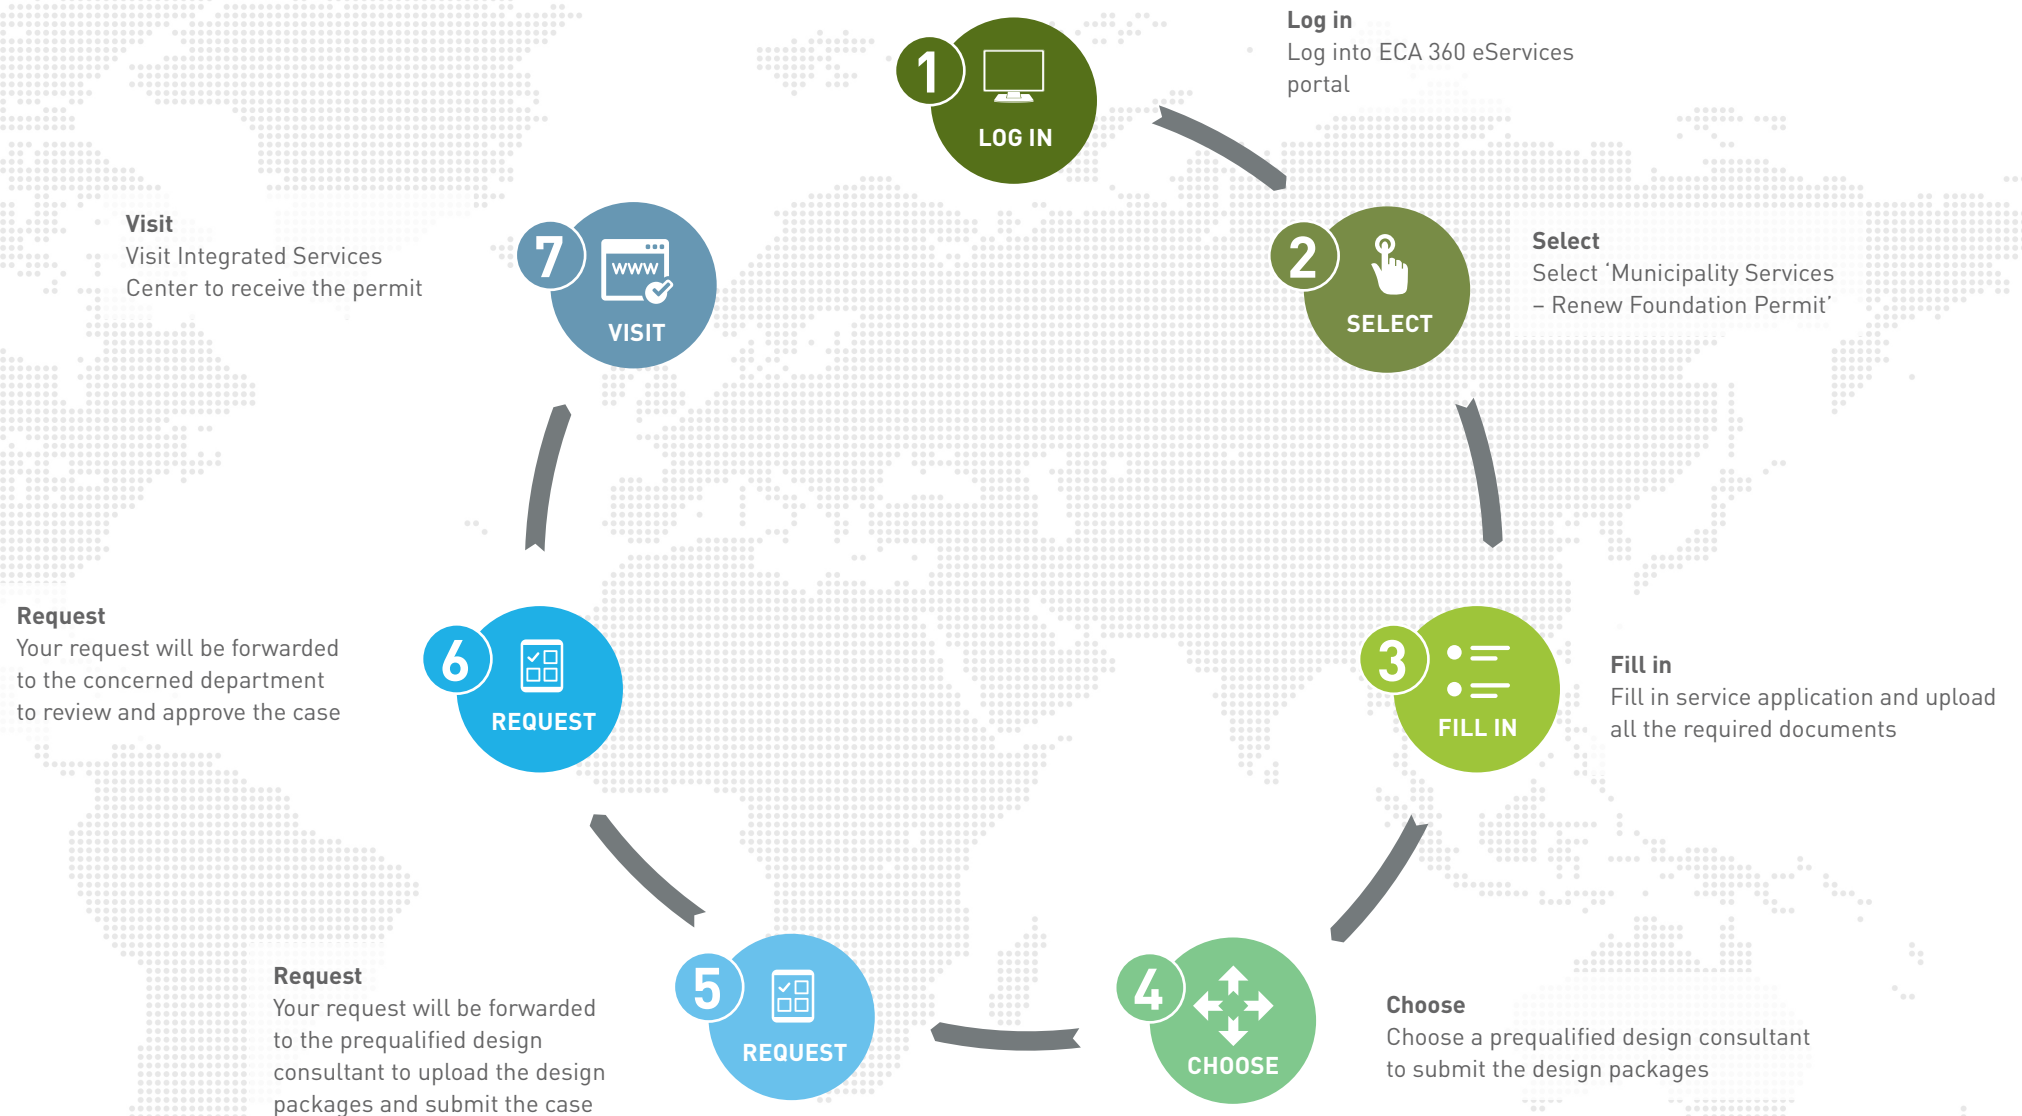 1
LOG IN
Log in
Log into ECA 360 eServices
portal
2
SELECT
Select
Select ‘Municipality Services
– Renew Foundation Permit’
3
FILL IN
Fill in
Fill in service application and upload
all the required documents
4
CHOOSE
Choose
Choose a prequalified design consultant
to submit the design packages
5
REQUEST
Request
Your request will be forwarded
to the prequalified design
consultant to upload the design
packages and submit the case
6
REQUEST
Request
Your request will be forwarded
to the concerned department
to review and approve the case
7
www
VISIT
Visit
Visit Integrated Services
Center to receive the permit